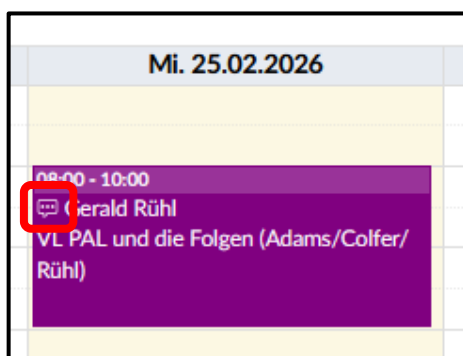 Mi. 25.02.2026
08:00 - 10:00
Gerald Rühl
VL PAL und die Folgen (Adams/Colfer/
Rühl)